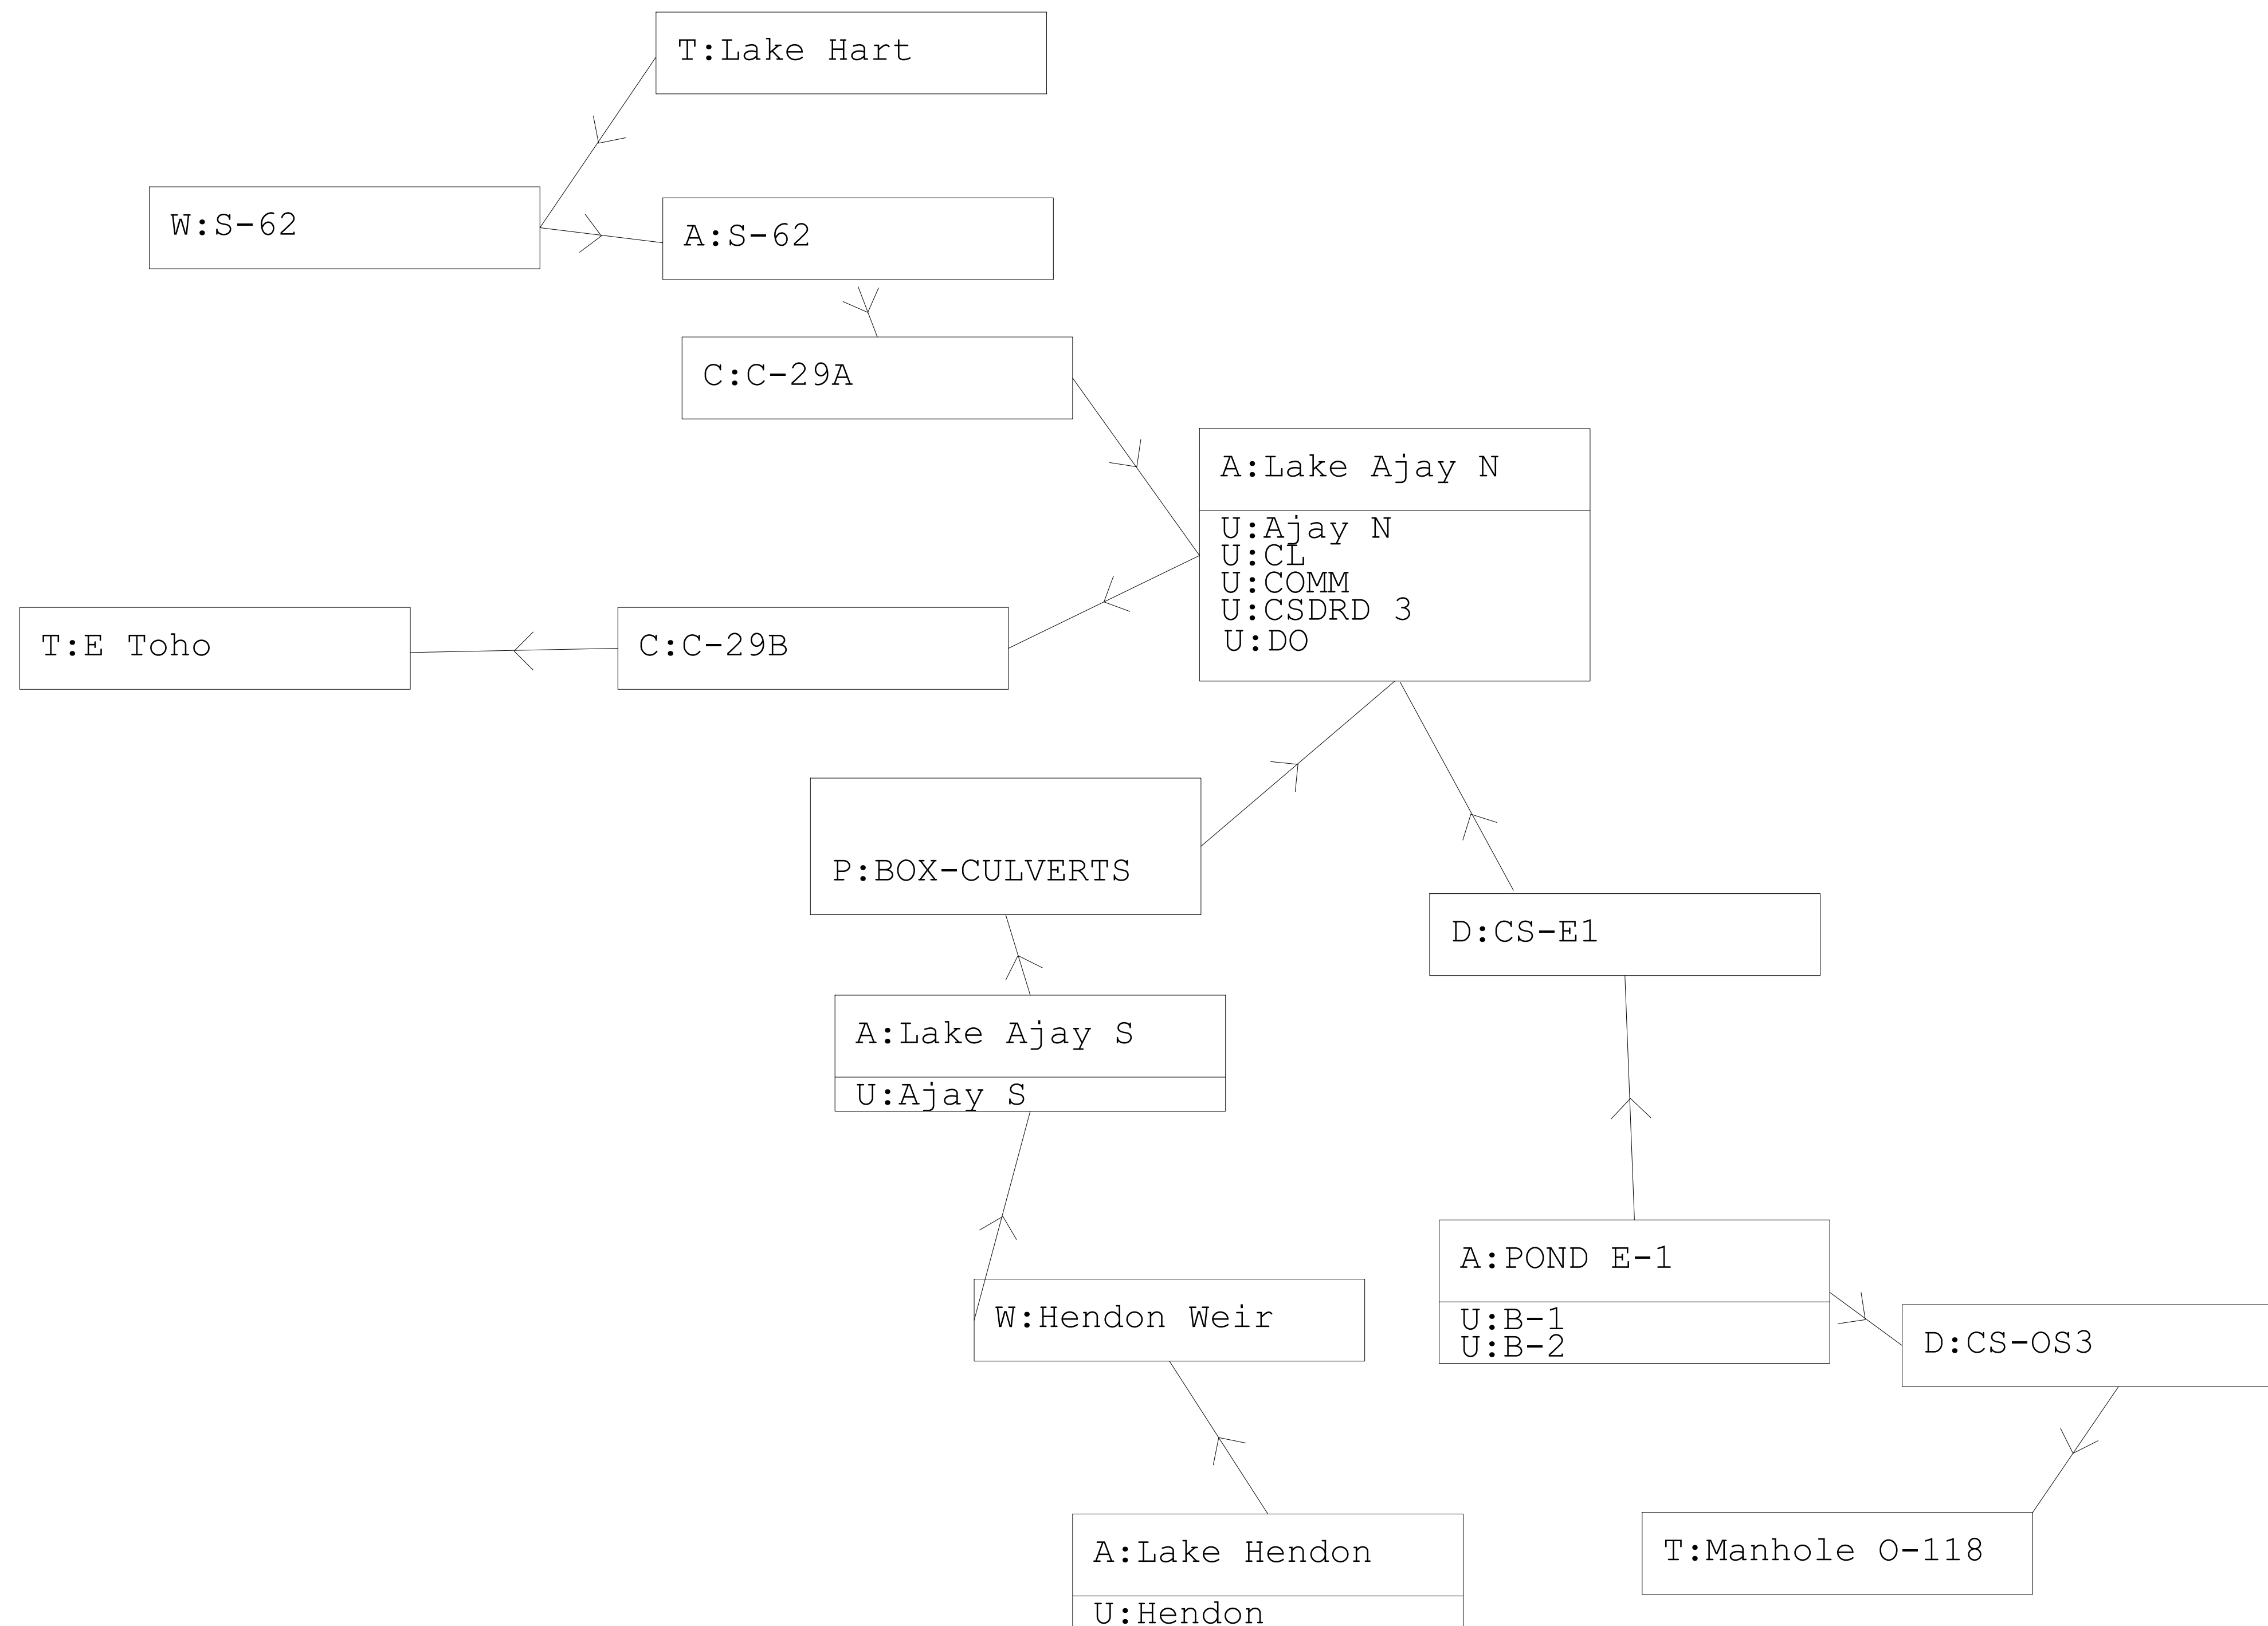 T:Lake Hart
W:S-62
A:S-62
C:C-29A
A:Lake Ajay N
U:Ajay N
U:CL
U:COMM
U:CSDRD 3
U:DO
T:E Toho
C:C-29B
P:BOX-CULVERTS
D:CS-E1
A:Lake Ajay S
U:Ajay S
A:POND E-1
U:B-1
U:B-2
W:Hendon Weir
D:CS-OS3
A:Lake Hendon
U:Hendon
T:Manhole O-118